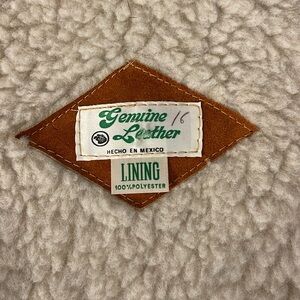 Genuine 16
Leather
HECHO EN MEXICO
LINING
100% POLYESTER